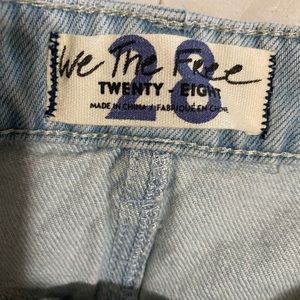 28
We The Free
TWENTY - EIGHT
MADE IN CHINA / FABRIQUÉ EN CHINE